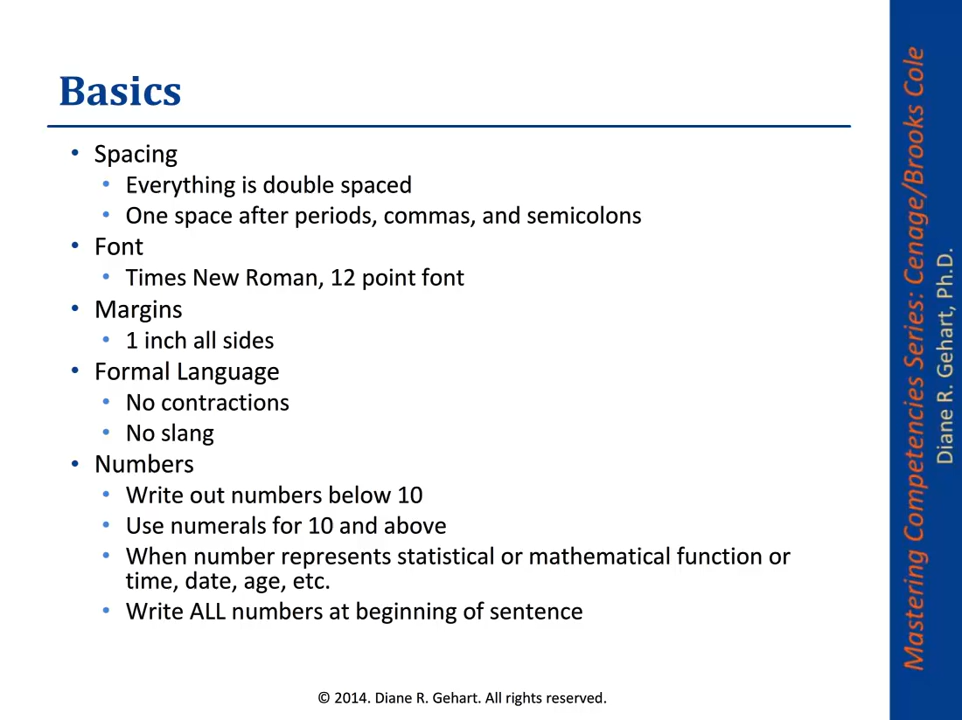 Basics
• Spacing
• Everything is double spaced
• One space after periods, commas, and semicolons
• Font
• Times New Roman, 12 point font
• Margins
• 1 inch all sides
• Formal Language
• No contractions
• No slang
• Numbers
• Write out numbers below 10
• Use numerals for 10 and above
• When number represents statistical or mathematical function or
time, date, age, etc.
• Write ALL numbers at beginning of sentence
© 2014. Diane R. Gehart. All rights reserved.
Mastering Competencies Series: Cenage/Brooks Cole
Diane R. Gehart, Ph.D.